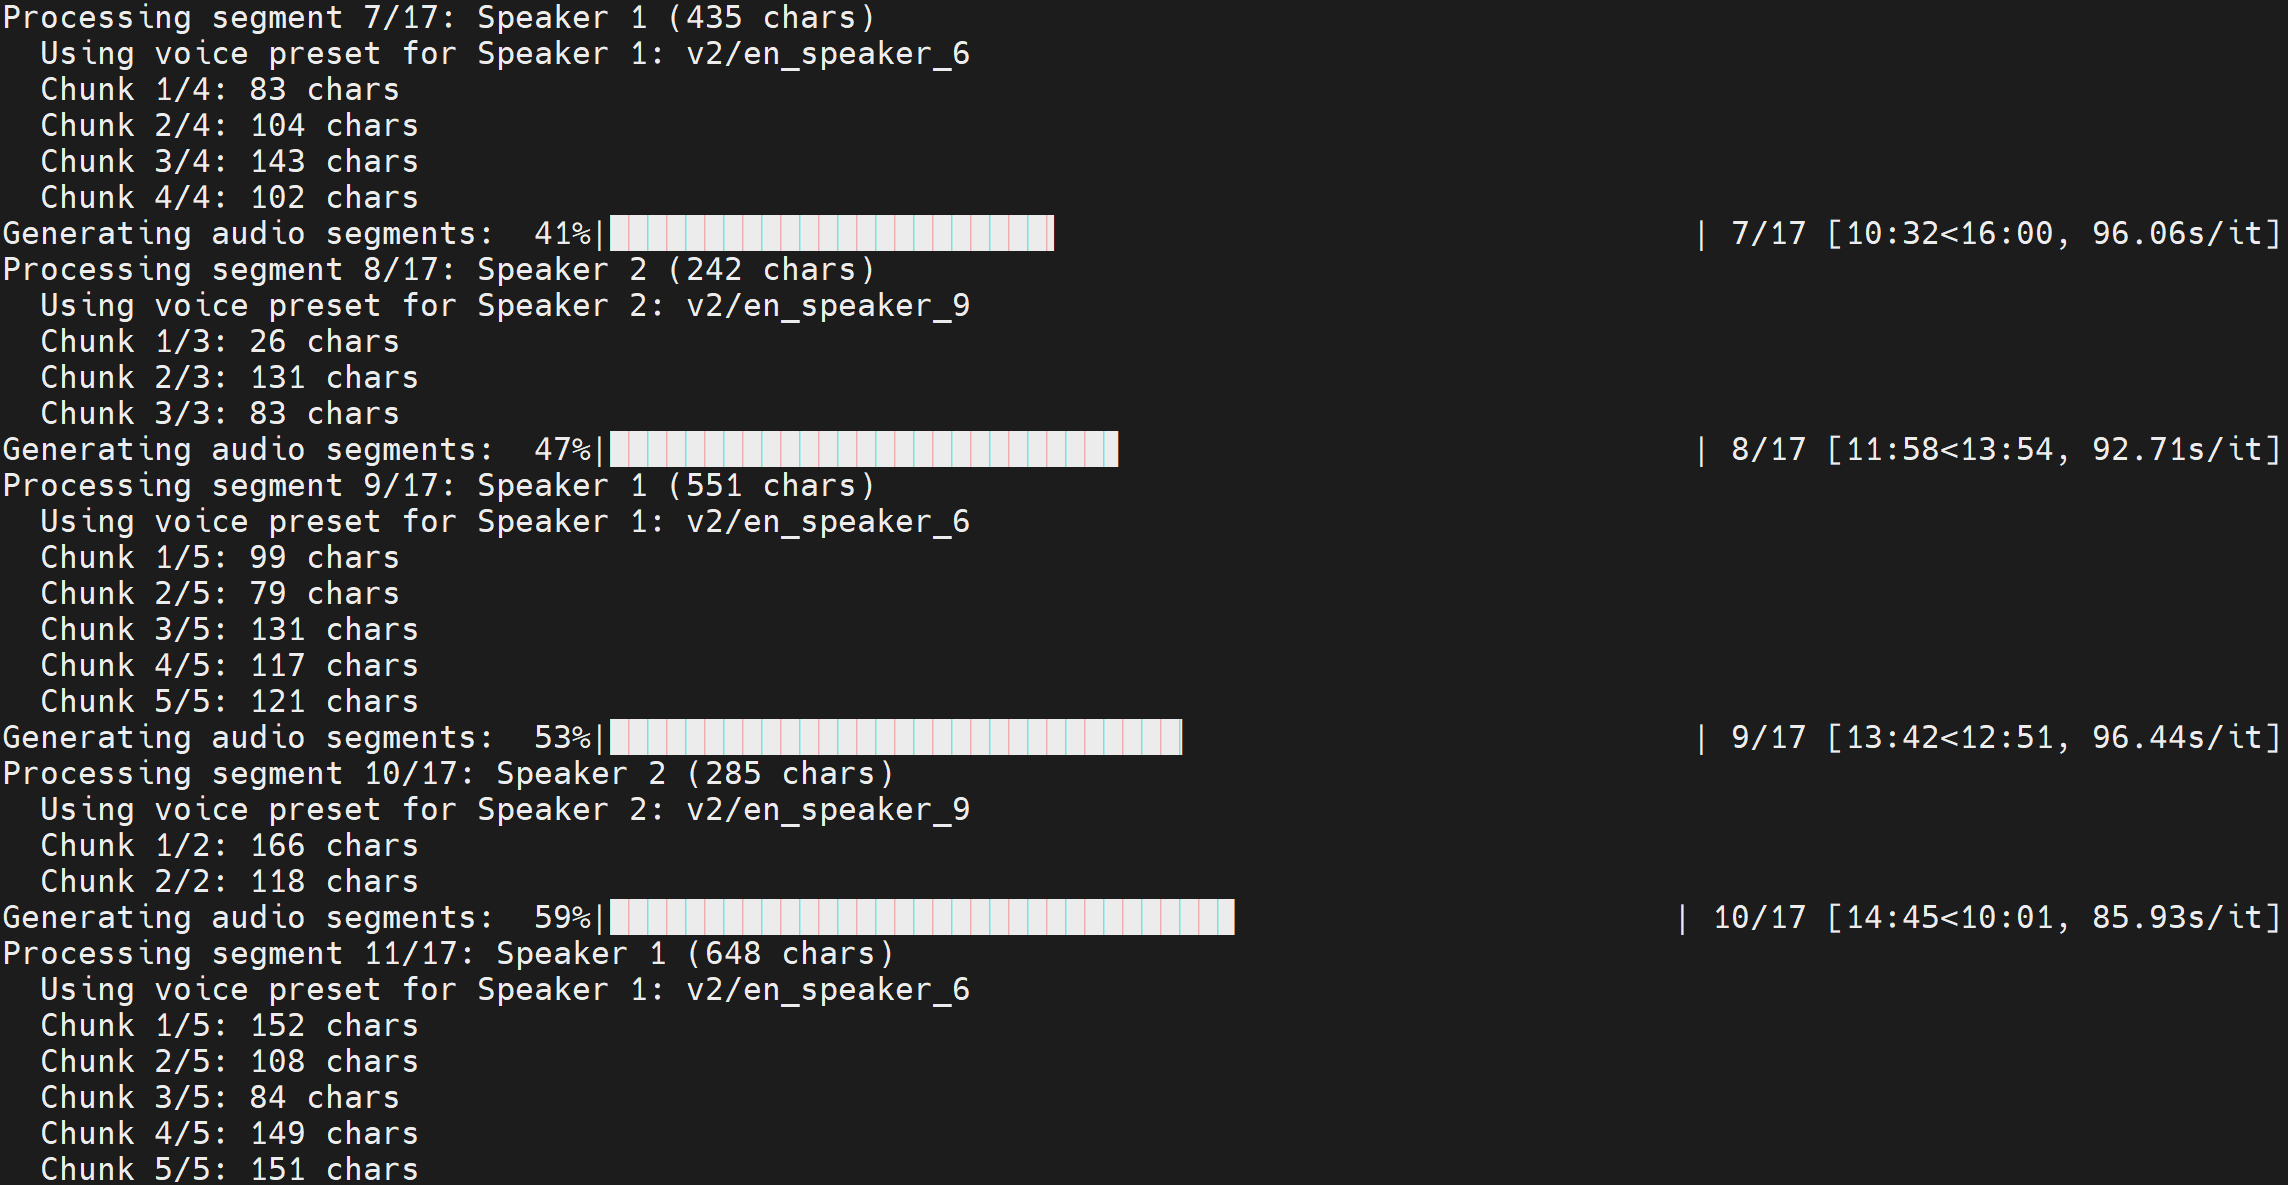 Processing segment 7/17: Speaker 1 (435 chars)
  Using voice preset for Speaker 1: v2/en_speaker_6
  Chunk 1/4: 83 chars
  Chunk 2/4: 104 chars
  Chunk 3/4: 143 chars
  Chunk 4/4: 102 chars
Generating audio segments:  41%| | 7/17 [10:32<16:00, 96.06s/it]
Processing segment 8/17: Speaker 2 (242 chars)
  Using voice preset for Speaker 2: v2/en_speaker_9
  Chunk 1/3: 26 chars
  Chunk 2/3: 131 chars
  Chunk 3/3: 83 chars
Generating audio segments:  47%| | 8/17 [11:58<13:54, 92.71s/it]
Processing segment 9/17: Speaker 1 (551 chars)
  Using voice preset for Speaker 1: v2/en_speaker_6
  Chunk 1/5: 99 chars
  Chunk 2/5: 79 chars
  Chunk 3/5: 131 chars
  Chunk 4/5: 117 chars
  Chunk 5/5: 121 chars
Generating audio segments:  53%| | 9/17 [13:42<12:51, 96.44s/it]
Processing segment 10/17: Speaker 2 (285 chars)
  Using voice preset for Speaker 2: v2/en_speaker_9
  Chunk 1/2: 166 chars
  Chunk 2/2: 118 chars
Generating audio segments:  59%| | 10/17 [14:45<10:01, 85.93s/it]
Processing segment 11/17: Speaker 1 (648 chars)
  Using voice preset for Speaker 1: v2/en_speaker_6
  Chunk 1/5: 152 chars
  Chunk 2/5: 108 chars
  Chunk 3/5: 84 chars
  Chunk 4/5: 149 chars
  Chunk 5/5: 151 chars